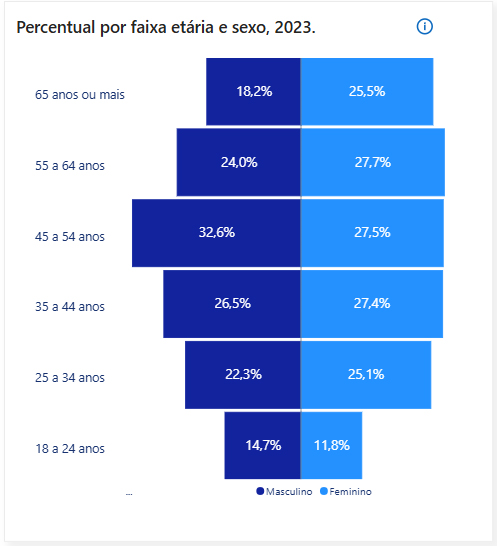 Percentual por faixa etária e sexo, 2023.
65 anos ou mais 18,2% 25,5%
55 a 64 anos 24,0% 27,7%
45 a 54 anos 32,6% 27,5%
35 a 44 anos 26,5% 27,4%
25 a 34 anos 22,3% 25,1%
18 a 24 anos 14,7% 11,8%
... Masculino Feminino